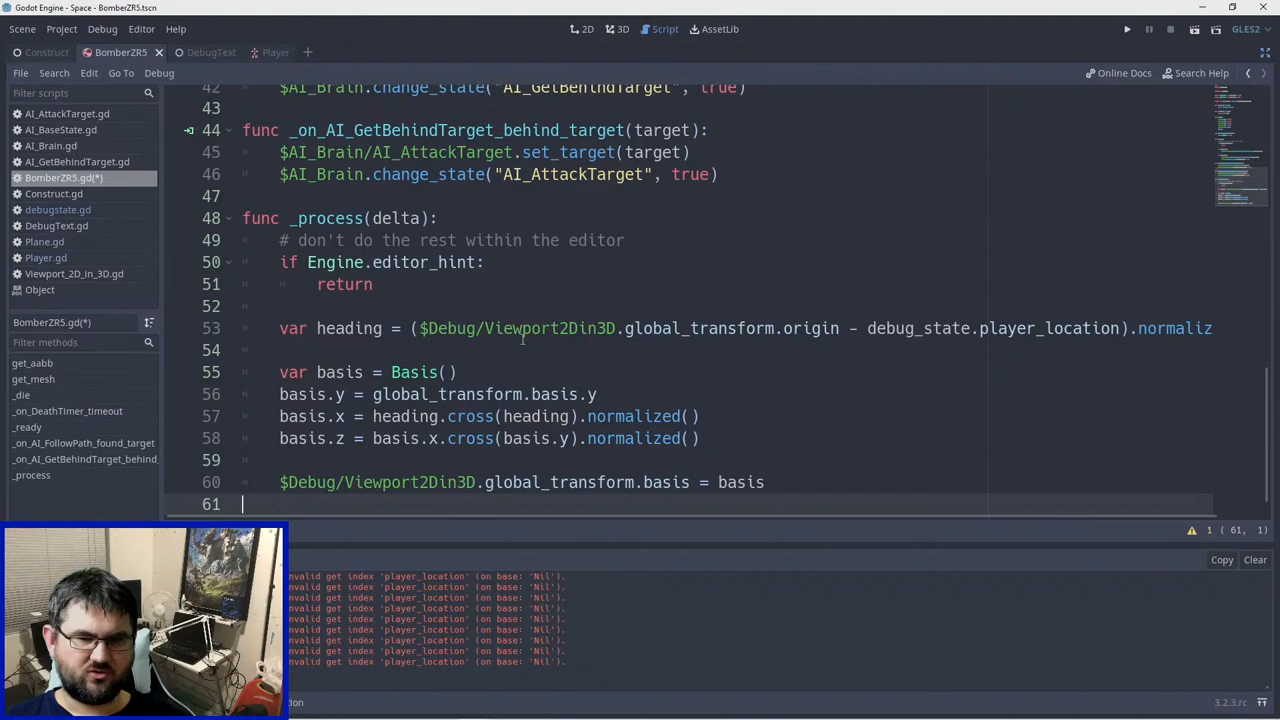 Godot Engine - Space - BomberZR5.tscn
Scene Project Debug Editor Help
2D 3D Script AssetLib
GLES2
Construct BomberZR5 DebugText Player
File Search Edit Go To Debug
Online Docs Search Help
Filter scripts
AI_AttackTarget.gd
AI_BaseState.gd
AI_Brain.gd
AI_GetBehindTarget.gd
BomberZR5.gd(*)
Construct.gd
debugstate.gd
DebugText.gd
Plane.gd
Player.gd
Viewport_2D_In_3D.gd
Object
BomberZR5.gd(*)
Filter methods
get_aabb
get_mesh
_die
_on_DeathTimer_timeout
_ready
_on_AI_FollowPath_found_target
_on_AI_GetBehindTarget_behind_
_process
42 $AI_Brain.change_state("AI_GetBehindTarget", true)
43
44 func _on_AI_GetBehindTarget_behind_target(target):
45 $AI_Brain/AI_AttackTarget.set_target(target)
46 $AI_Brain.change_state("AI_AttackTarget", true)
47
48 func _process(delta):
49 # don't do the rest within the editor
50 if Engine.editor_hint:
51 return
52
53 var heading = ($Debug/Viewport2Din3D.global_transform.origin - debug_state.player_location).normaliz
54
55 var basis = Basis()
56 basis.y = global_transform.basis.y
57 basis.x = heading.cross(heading).normalized()
58 basis.z = basis.x.cross(basis.y).normalized()
59
60 $Debug/Viewport2Din3D.global_transform.basis = basis
61
1 ( 61, 1)
Copy Clear
nvalid get index 'player_location' (on base: 'Nil').
nvalid get index 'player_location' (on base: 'Nil').
nvalid get index 'player_location' (on base: 'Nil').
nvalid get index 'player_location' (on base: 'Nil').
nvalid get index 'player_location' (on base: 'Nil').
nvalid get index 'player_location' (on base: 'Nil').
nvalid get index 'player_location' (on base: 'Nil').
nvalid get index 'player_location' (on base: 'Nil').
nvalid get index 'player_location' (on base: 'Nil').
tion
3.2.3.rc